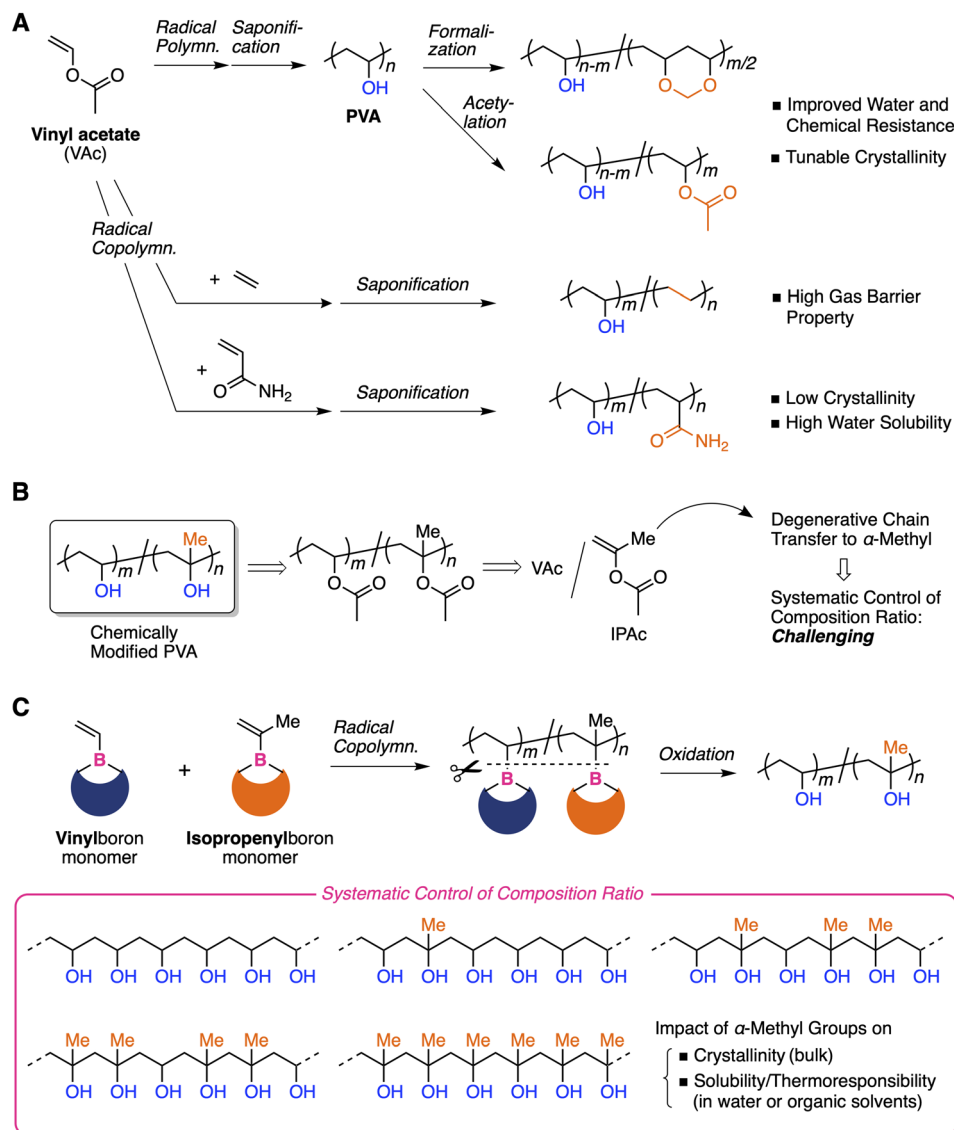 A
Radical
Polymn.
Saponifi-
cation
Formali-
zation
O
O
Vinyl acetate
(VAc)
n
OH
PVA
Acety-
lation
n-m
m/2
OH
O
O
n-m
m
OH
O
O
■ Improved Water and
Chemical Resistance
■ Tunable Crystallinity
Radical
Copolymn.
+
Saponification
m
n
OH
■ High Gas Barrier
Property
+
O
NH2
Saponification
m
n
OH
O
NH2
■ Low Crystallinity
■ High Water Solubility
B
Me
m
n
OH
OH
Chemically
Modified PVA
Me
m
n
O
O
O
O
VAc
Me
O
O
IPAc
Degenerative Chain
Transfer to α-Methyl
Systematic Control of
Composition Ratio:
Challenging
C
B
Vinylboron
monomer
+
Me
B
Isopropenylboron
monomer
Radical
Copolymn.
Me
m
n
B
B
Oxidation
Me
m
n
OH
OH
Systematic Control of Composition Ratio
OH OH OH OH OH OH
Me
OH OH OH OH OH OH
Me Me Me
OH OH OH OH OH OH
Me Me Me Me
OH OH OH OH OH OH
Me Me Me Me Me Me
OH OH OH OH OH OH
Impact of α-Methyl Groups on
■ Crystallinity (bulk)
■ Solubility/Thermoresponsibility
(in water or organic solvents)